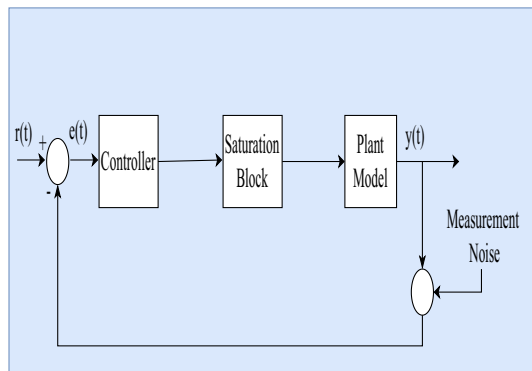 r(t)
+
e(t)
-
Controller
Saturation
Block
Plant
Model
y(t)
Measurement
Noise